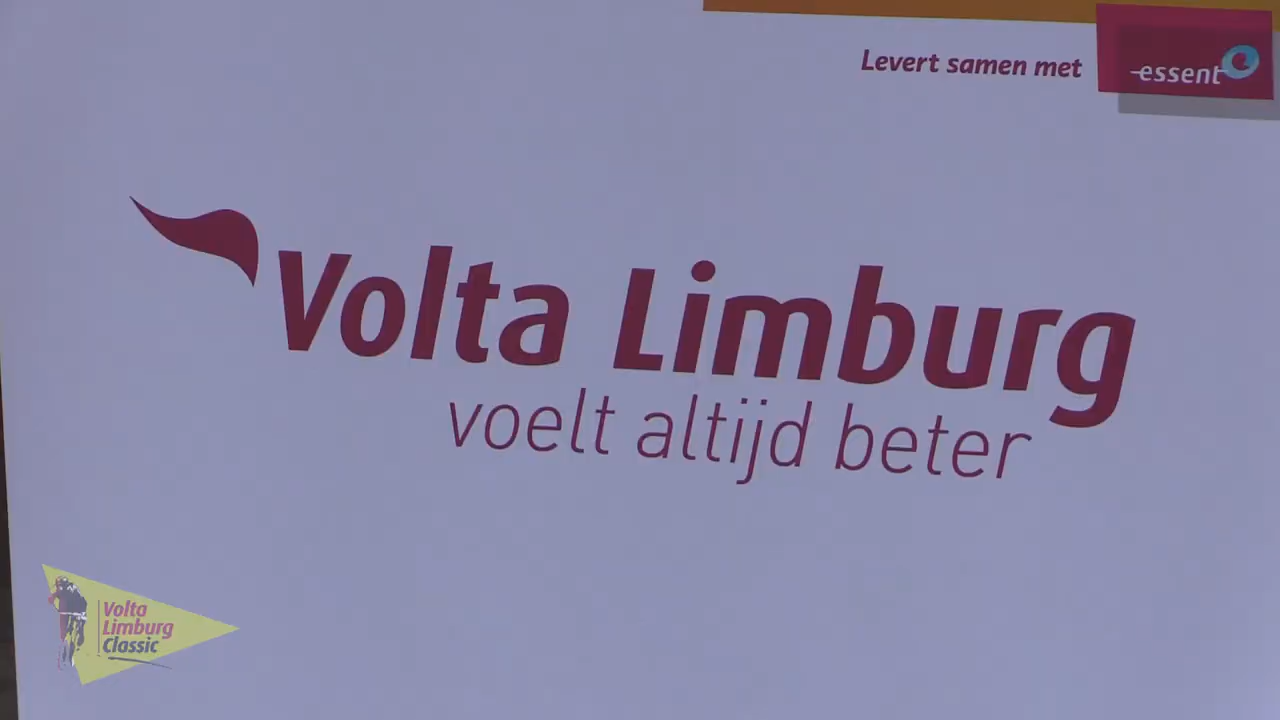 Levert samen met
essent
Volta Limburg
voelt altijd beter
Volta
Limburg
Classic